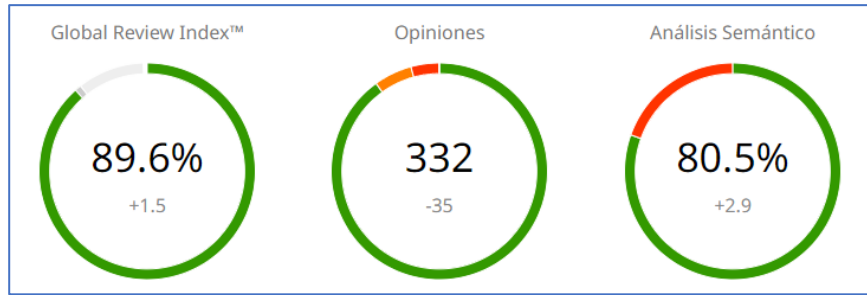 Global Review Index™
Opiniones
Análisis Semántico
89.6%
+1.5
332
-35
80.5%
+2.9